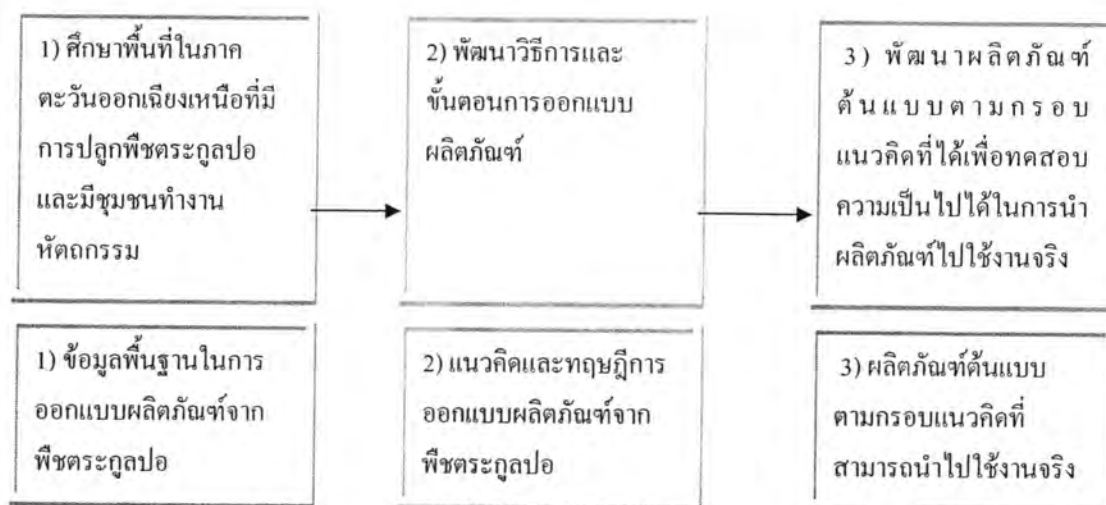 1) ศึกษาพื้นที่ในภาค
ตะวันออกเฉียงเหนือที่มี
การปลูกพืชตระกูลปอ
และมีชุมชนทำงาน
หัตถกรรม
2) พัฒนาวิธีการและ
ขั้นตอนการออกแบบ
ผลิตภัณฑ์
3) พัฒนาผลิตภัณฑ์
ต้นแบบตามกรอบ
แนวคิดที่ได้เพื่อทดสอบ
ความเป็นไปได้ในการนำ
ผลิตภัณฑ์ไปใช้งานจริง
1) ข้อมูลพื้นฐานในการ
ออกแบบผลิตภัณฑ์จาก
พืชตระกูลปอ
2) แนวคิดและทฤษฎีการ
ออกแบบผลิตภัณฑ์จาก
พืชตระกูลปอ
3) ผลิตภัณฑ์ต้นแบบ
ตามกรอบแนวคิดที่
สามารถนำไปใช้งานจริง